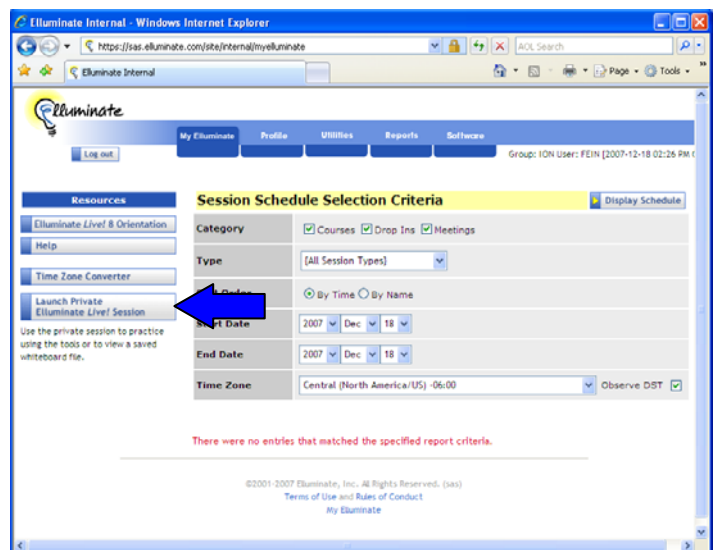 Elluminate Internal - Windows Internet Explorer
https://sas.elluminate.com/site/internal/myelluminate
AOL Search
Elluminate Internal
Page
Tools
Elluminate
My Elluminate Profile Utilities Reports Software
Log out
Group: ION User: FEIN [2007-12-18 02:26 PM
Resources
Elluminate Live! 8 Orientation
Help
Time Zone Converter
Launch Private
Elluminate Live! Session
Use the private session to practice
using the tools or to view a saved
whiteboard file.
Session Schedule Selection Criteria
Display Schedule
Category Courses Drop Ins Meetings
Type [All Session Types]
By Time By Name
Start Date 2007 Dec 18
End Date 2007 Dec 18
Time Zone Central (North America/US) -06:00 Observe DST
There were no entries that matched the specified report criteria.
©2001-2007 Elluminate, Inc. All Rights Reserved. (sas)
Terms of Use and Rules of Conduct
My Elluminate